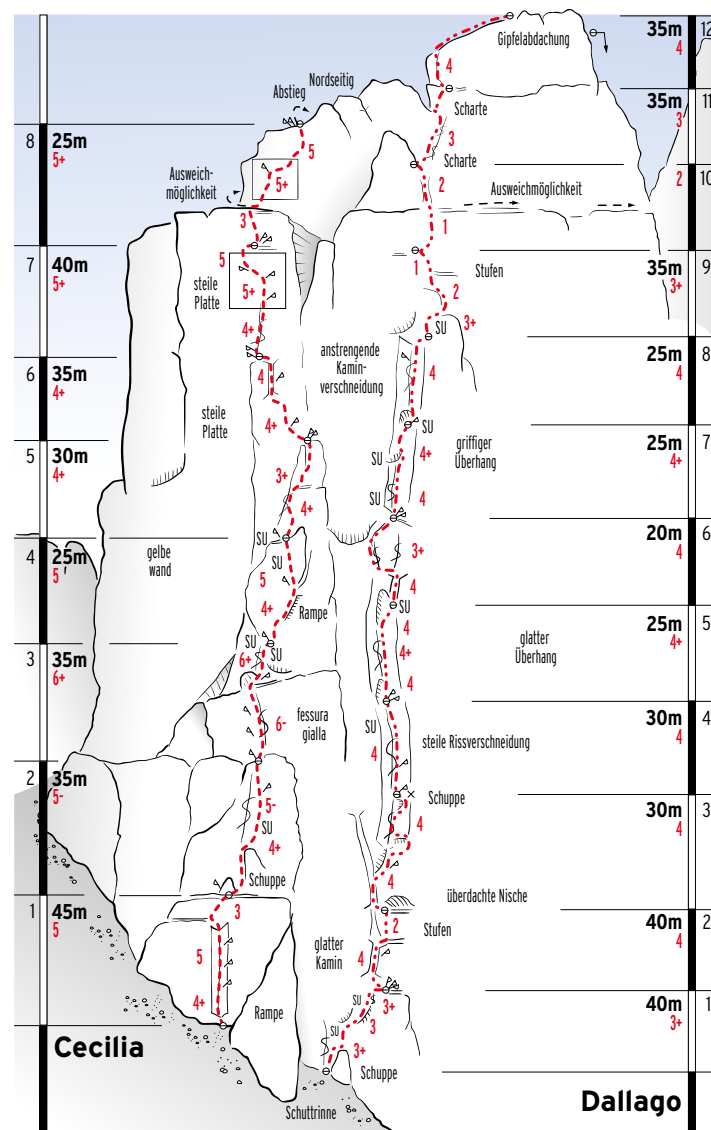 35m
12
4
Gipfelabdachung
4
Nordseitig
Abstieg
35m
11
3
Scharte
3
8
25m
5+
5
Scharte
2
10
2
Ausweich-
möglichkeit
5+
Ausweichmöglichkeit
3
1
7
40m
5+
5
1
35m
9
3+
Stufen
steile
Platte
5+
2
4+
SU
3+
anstrengende
Kamin-
verschneidung
25m
8
4
6
35m
4+
4
4
steile
Platte
4+
SU
25m
7
4+
5
30m
4+
4+
griffiger
Überhang
3+
SU
SU
4
4+
20m
6
4
4
25m
5
SU
SU
3+
gelbe
wand
5
4
4+
Rampe
SU
25m
5
4+
4
glatter
Überhang
3
35m
6+
SU
SU
6+
4+
4
fessura
gialla
6-
SU
4
30m
4
4
steile Rissverschneidung
2
35m
5-
5-
Schuppe
30m
3
4
SU
4+
4
Schuppe
4
überdachte Nische
1
45m
5
3
2
Stufen
40m
2
4
5
glatter
Kamin
4
4+
3+
40m
1
3+
SU
3
Rampe
SU
3+
Schuppe
Cecilia
Dallago
Schuttrinne